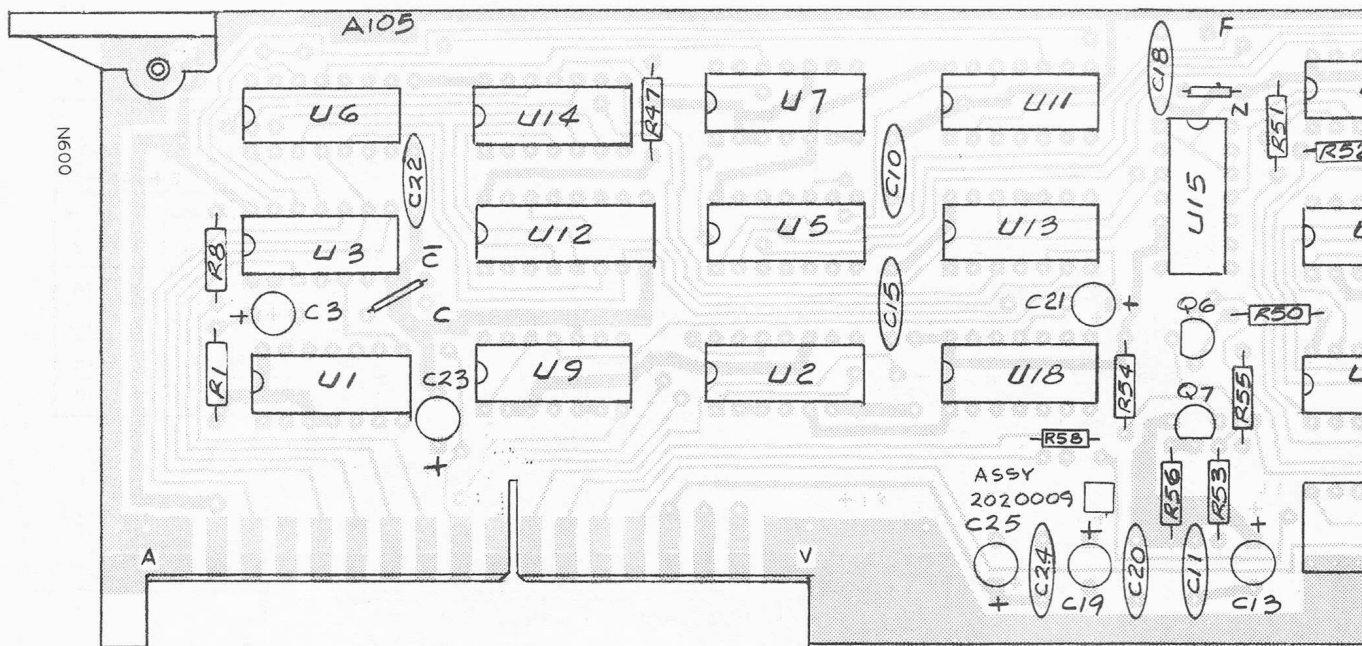 A105
F
C18
U6
U14
R47
U7
U11
Z
R51
R52
N600
C22
C10
U15
R8
U3
C̅
U12
U5
U13
C3
C
C15
C21
Q6
R50
R1
U1
C23
U9
U2
U18
R54
Q7
R55
R58
ASSY
2020009
R56
R53
C25
A
V
C24
C19
C20
C11
C13